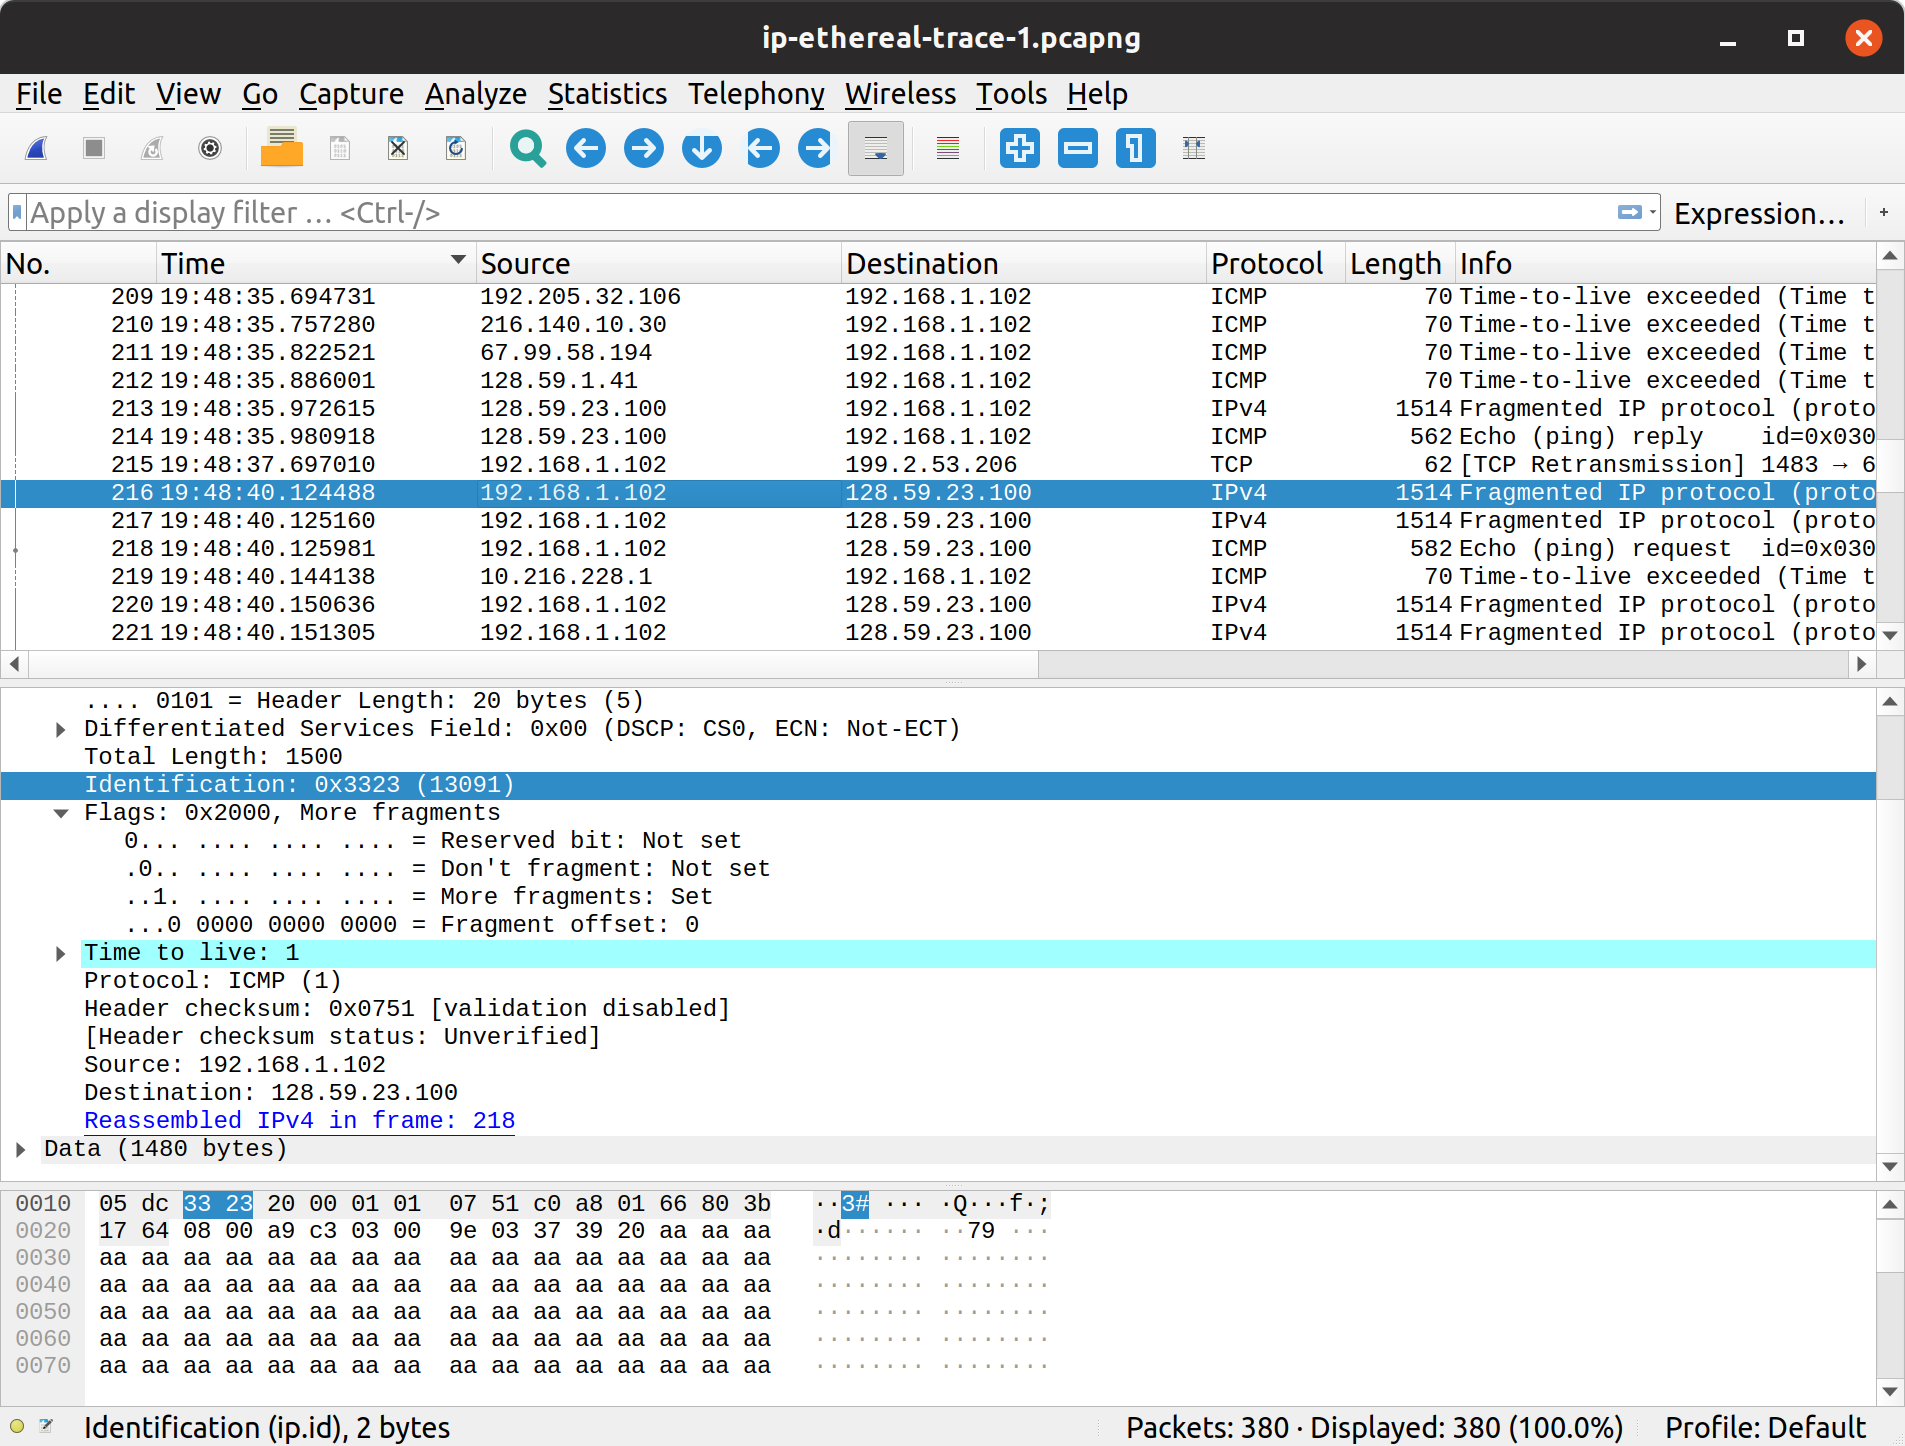 ip-ethereal-trace-1.pcapng
File Edit View Go Capture Analyze Statistics Telephony Wireless Tools Help
Apply a display filter … <Ctrl-/> Expression… +
No. Time Source Destination Protocol Length Info
209 19:48:35.694731 192.205.32.106 192.168.1.102 ICMP 70 Time-to-live exceeded (Time t
210 19:48:35.757280 216.140.10.30 192.168.1.102 ICMP 70 Time-to-live exceeded (Time t
211 19:48:35.822521 67.99.58.194 192.168.1.102 ICMP 70 Time-to-live exceeded (Time t
212 19:48:35.886001 128.59.1.41 192.168.1.102 ICMP 70 Time-to-live exceeded (Time t
213 19:48:35.972615 128.59.23.100 192.168.1.102 IPv4 1514 Fragmented IP protocol (proto
214 19:48:35.980918 128.59.23.100 192.168.1.102 ICMP 562 Echo (ping) reply id=0x030
215 19:48:37.697010 192.168.1.102 199.2.53.206 TCP 62 [TCP Retransmission] 1483 → 6
216 19:48:40.124488 192.168.1.102 128.59.23.100 IPv4 1514 Fragmented IP protocol (proto
217 19:48:40.125160 192.168.1.102 128.59.23.100 IPv4 1514 Fragmented IP protocol (proto
218 19:48:40.125981 192.168.1.102 128.59.23.100 ICMP 582 Echo (ping) request id=0x030
219 19:48:40.144138 10.216.228.1 192.168.1.102 ICMP 70 Time-to-live exceeded (Time t
220 19:48:40.150636 192.168.1.102 128.59.23.100 IPv4 1514 Fragmented IP protocol (proto
221 19:48:40.151305 192.168.1.102 128.59.23.100 IPv4 1514 Fragmented IP protocol (proto
.... 0101 = Header Length: 20 bytes (5)
Differentiated Services Field: 0x00 (DSCP: CS0, ECN: Not-ECT)
Total Length: 1500
Identification: 0x3323 (13091)
Flags: 0x2000, More fragments
0... .... .... .... = Reserved bit: Not set
.0.. .... .... .... = Don't fragment: Not set
..1. .... .... .... = More fragments: Set
...0 0000 0000 0000 = Fragment offset: 0
Time to live: 1
Protocol: ICMP (1)
Header checksum: 0x0751 [validation disabled]
[Header checksum status: Unverified]
Source: 192.168.1.102
Destination: 128.59.23.100
Reassembled IPv4 in frame: 218
Data (1480 bytes)
0010 05 dc 33 23 20 00 01 01 07 51 c0 a8 01 66 80 3b ··3# ··· ·Q···f·;
0020 17 64 08 00 a9 c3 03 00 9e 03 37 39 20 aa aa aa ·d······ ··79 ···
0030 aa aa aa aa aa aa aa aa aa aa aa aa aa aa aa aa ········ ········
0040 aa aa aa aa aa aa aa aa aa aa aa aa aa aa aa aa ········ ········
0050 aa aa aa aa aa aa aa aa aa aa aa aa aa aa aa aa ········ ········
0060 aa aa aa aa aa aa aa aa aa aa aa aa aa aa aa aa ········ ········
0070 aa aa aa aa aa aa aa aa aa aa aa aa aa aa aa aa ········ ········
Identification (ip.id), 2 bytes Packets: 380 · Displayed: 380 (100.0%) Profile: Default